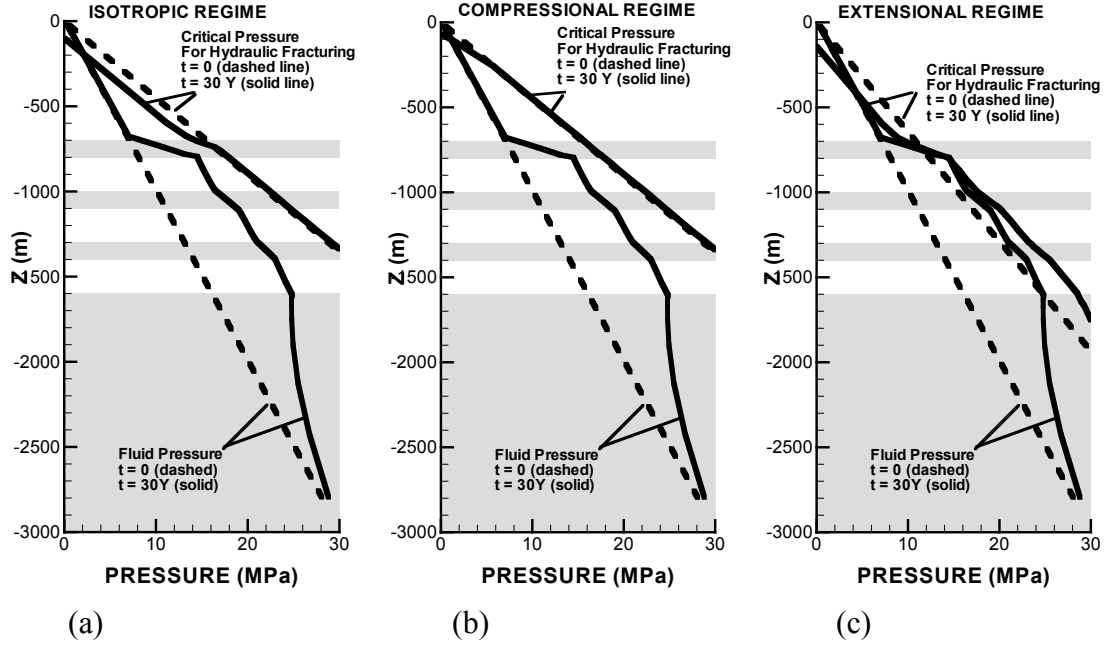 ISOTROPIC REGIME
0
-500
-1000
-1500
-2000
-2500
-3000
Z (m)
Critical Pressure
For Hydraulic Fracturing
t = 0 (dashed line)
t = 30 Y (solid line)
Fluid Pressure
t = 0 (dashed)
t = 30Y (solid)
0 10 20 30
PRESSURE (MPa)
(a)
COMPRESSIONAL REGIME
0
-500
-1000
-1500
-2000
-2500
-3000
Z (m)
Critical Pressure
For Hydraulic Fracturing
t = 0 (dashed line)
t = 30 Y (solid line)
Fluid Pressure
t = 0 (dashed)
t = 30Y (solid)
0 10 20 30
PRESSURE (MPa)
(b)
EXTENSIONAL REGIME
0
-500
-1000
-1500
-2000
-2500
-3000
Z (m)
Critical Pressure
For Hydraulic Fracturing
t = 0 (dashed line)
t = 30 Y (solid line)
Fluid Pressure
t = 0 (dashed)
t = 30Y (solid)
0 10 20 30
PRESSURE (MPa)
(c)